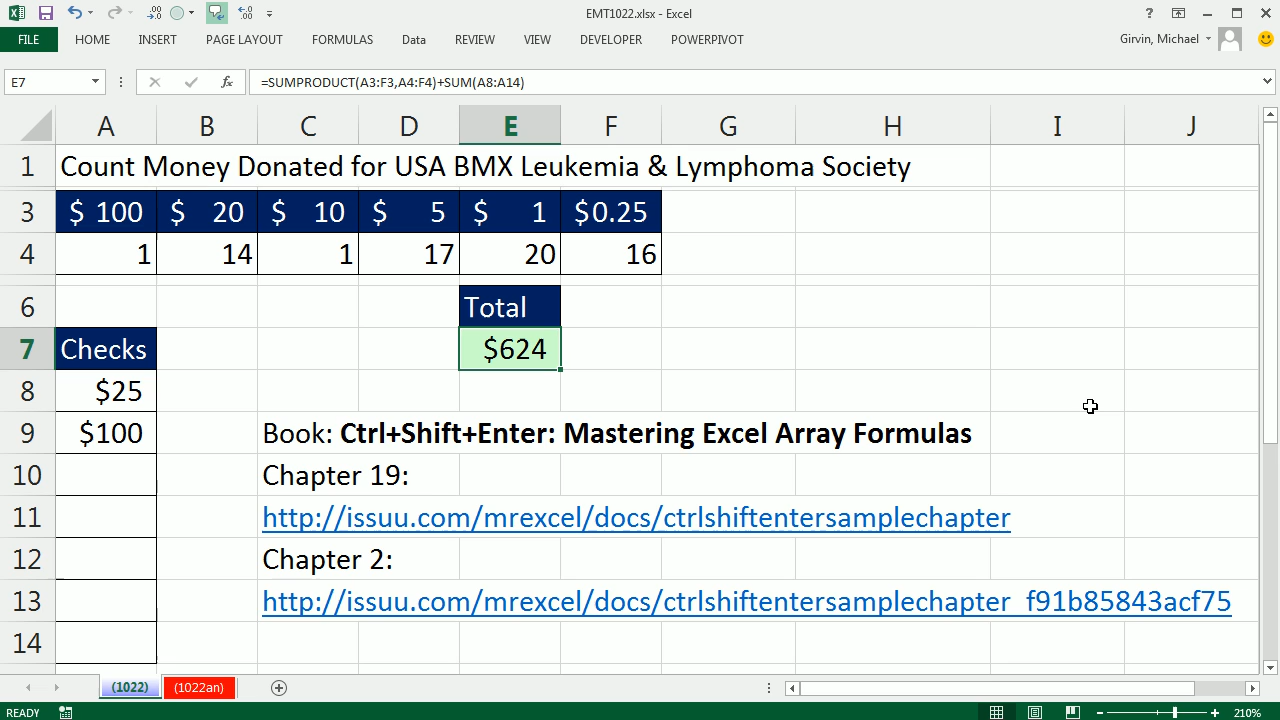 EMT1022.xlsx - Excel
FILE HOME INSERT PAGE LAYOUT FORMULAS Data REVIEW VIEW DEVELOPER POWERPIVOT Girvin, Michael
E7 fx =SUMPRODUCT(A3:F3,A4:F4)+SUM(A8:A14)
A B C D E F G H I J
1 Count Money Donated for USA BMX Leukemia & Lymphoma Society
3 $ 100 $ 20 $ 10 $ 5 $ 1 $0.25
4 1 14 1 17 20 16
6 Total
7 Checks $624
8 $25
9 $100 Book: Ctrl+Shift+Enter: Mastering Excel Array Formulas
10 Chapter 19:
11 http://issuu.com/mrexcel/docs/ctrlshiftentersamplechapter
12 Chapter 2:
13 http://issuu.com/mrexcel/docs/ctrlshiftentersamplechapter_f91b85843acf75
14
(1022) (1022an)
READY 210%